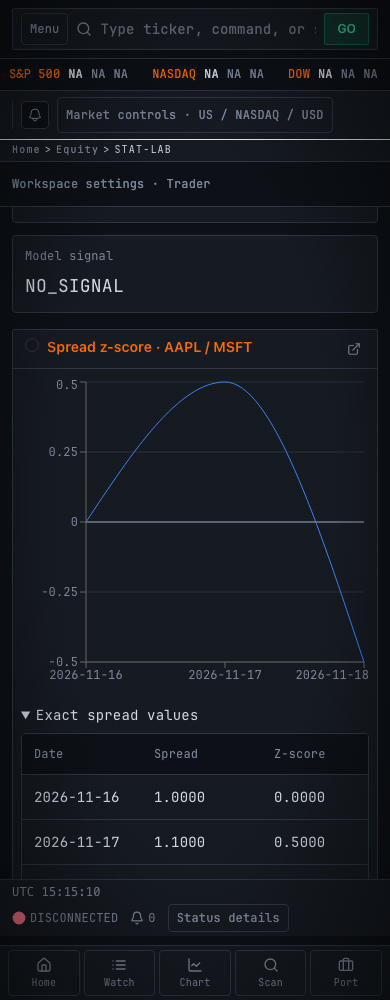 Menu Type ticker, command, or : GO
S&P 500 NA NA NA NASDAQ NA NA NA DOW NA NA NA
Market controls · US / NASDAQ / USD
Home > Equity > STAT-LAB
Workspace settings · Trader
Model signal
NO_SIGNAL
Spread z-score · AAPL / MSFT
0.5
0.25
0
-0.25
-0.5
2026-11-16 2026-11-17 2026-11-18
▼ Exact spread values
Date Spread Z-score
2026-11-16 1.0000 0.0000
2026-11-17 1.1000 0.5000
UTC 15:15:10
DISCONNECTED 0 Status details
Home Watch Chart Scan Port